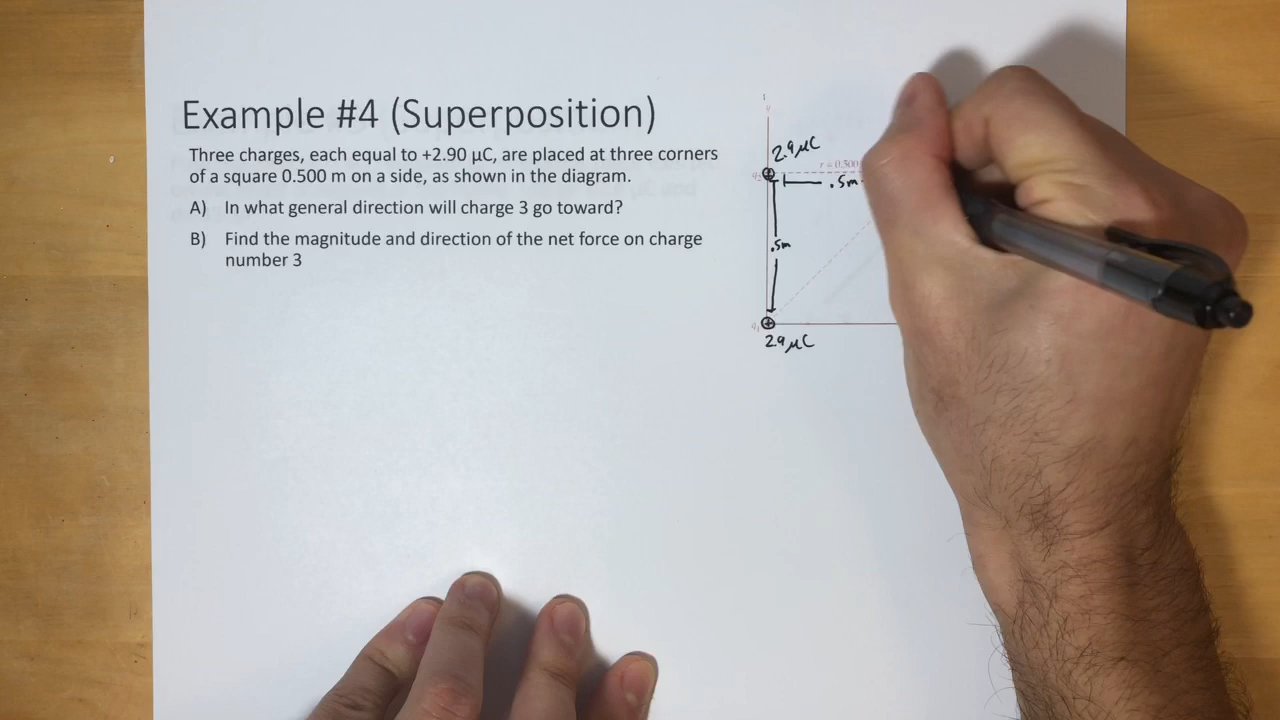 Example #4 (Superposition)
Three charges, each equal to +2.90 μC, are placed at three corners
of a square 0.500 m on a side, as shown in the diagram.
A) In what general direction will charge 3 go toward?
B) Find the magnitude and direction of the net force on charge
number 3
2.9μC
r = 0.500
.5m
.5m
2.9μC